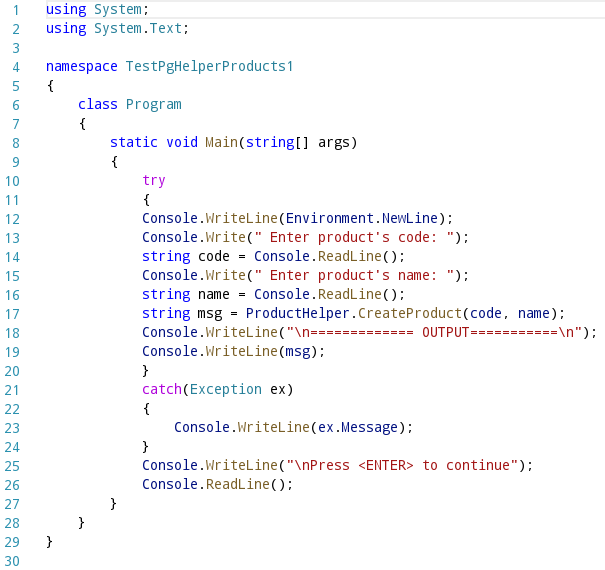 1 using System;
2 using System.Text;
3
4 namespace TestPgHelperProducts1
5 {
6 class Program
7 {
8 static void Main(string[] args)
9 {
10 try
11 {
12 Console.WriteLine(Environment.NewLine);
13 Console.Write(" Enter product's code: ");
14 string code = Console.ReadLine();
15 Console.Write(" Enter product's name: ");
16 string name = Console.ReadLine();
17 string msg = ProductHelper.CreateProduct(code, name);
18 Console.WriteLine("\n============= OUTPUT===========\n");
19 Console.WriteLine(msg);
20 }
21 catch(Exception ex)
22 {
23 Console.WriteLine(ex.Message);
24 }
25 Console.WriteLine("\nPress <ENTER> to continue");
26 Console.ReadLine();
27 }
28 }
29 }
30